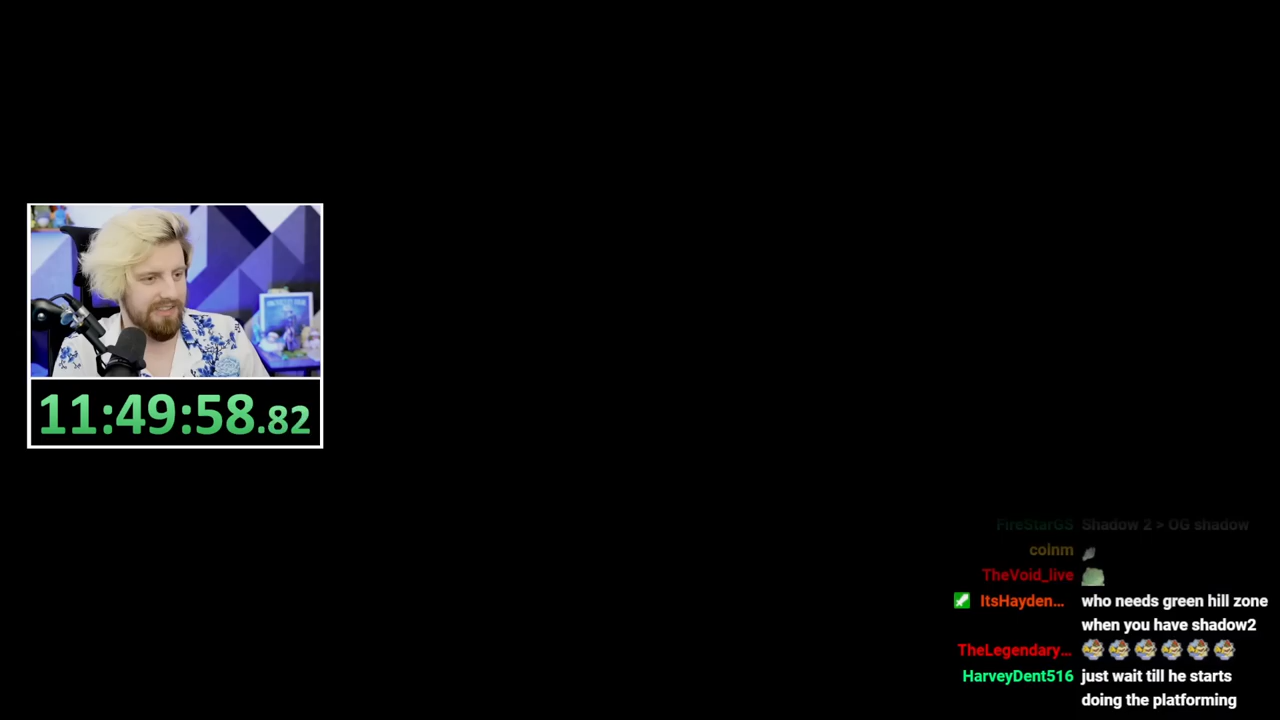 11:49:58.82
FireStarGS Shadow 2 > OG shadow
coinm
TheVoid_live
ItsHayden... who needs green hill zone
when you have shadow2
TheLegendary...
HarveyDent516 just wait till he starts
doing the platforming